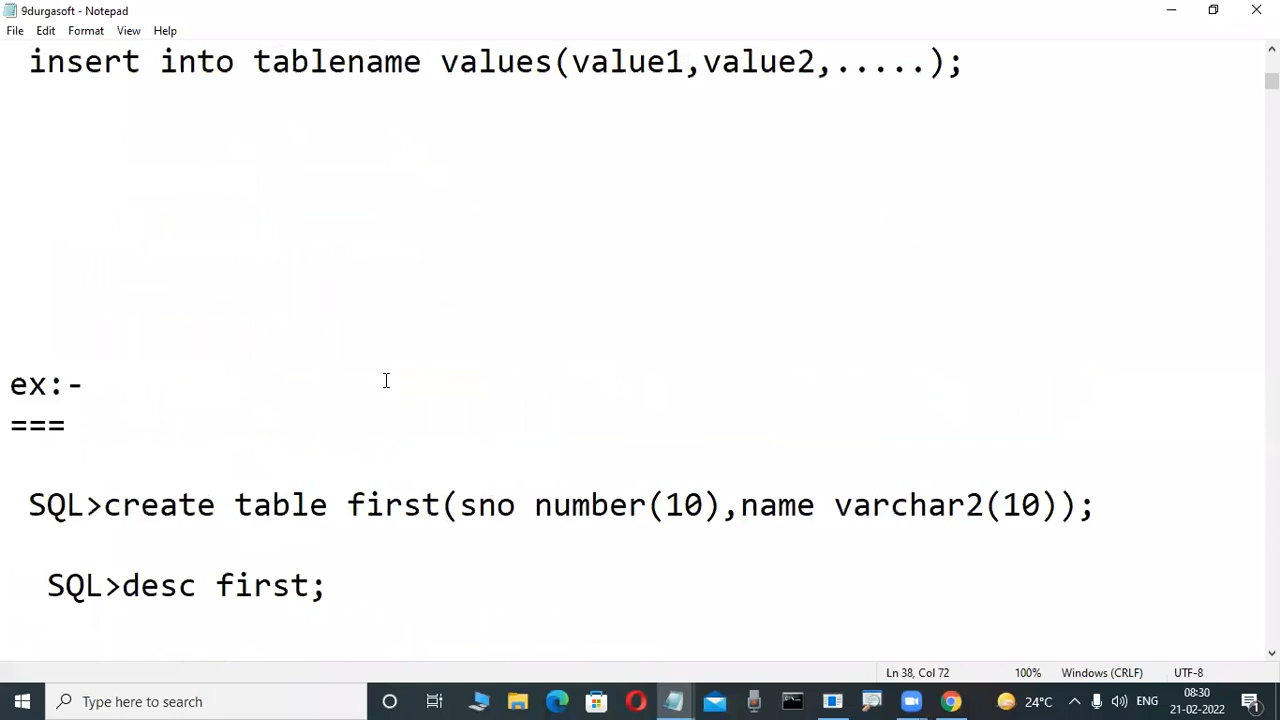 9durgasoft - Notepad
File Edit Format View Help
insert into tablename values(value1,value2,.....);
ex:-
===
SQL>create table first(sno number(10),name varchar2(10));
SQL>desc first;
Ln 38, Col 72 100% Windows (CRLF) UTF-8
Type here to search 24°C ENG 08:30
21-02-2022 1